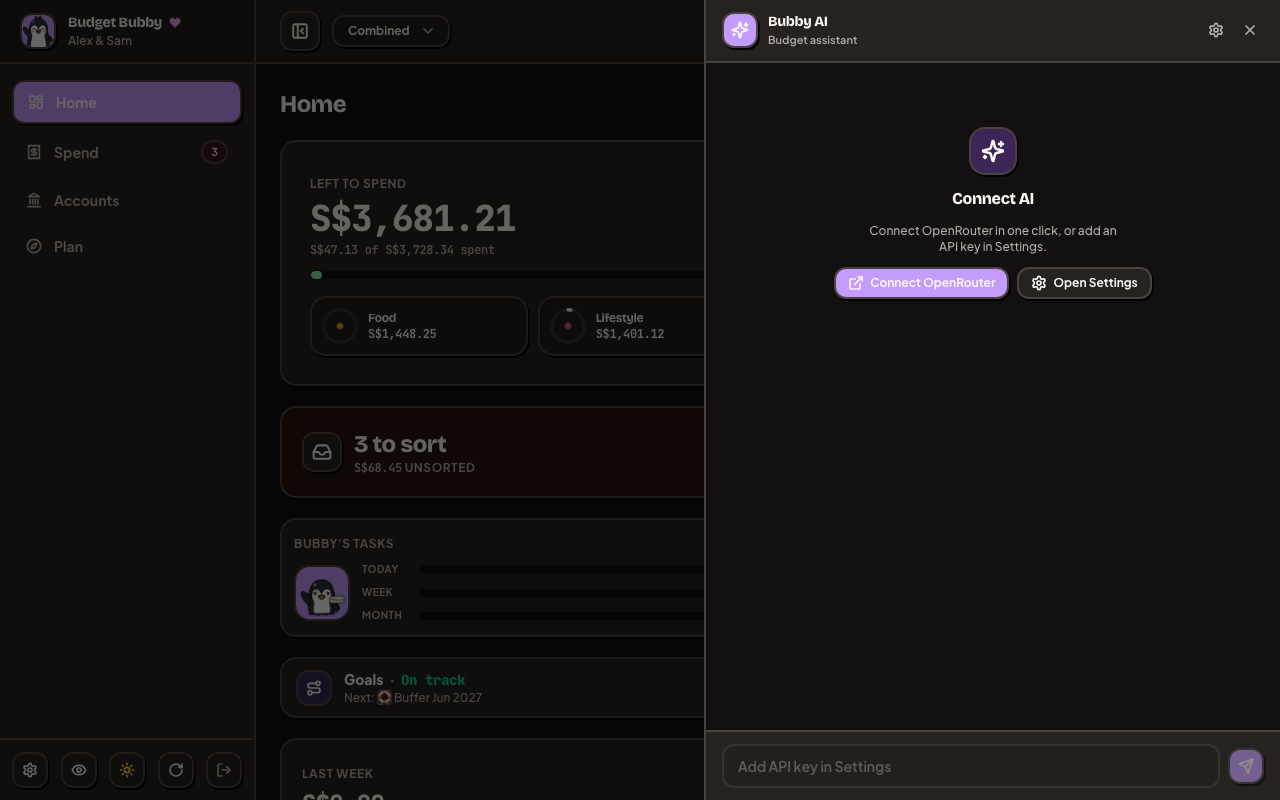 Budget Bubby
Alex & Sam
Combined
Home
Spend
3
Accounts
Plan
Home
LEFT TO SPEND
S$3,681.21
S$47.13 of S$3,728.34 spent
Food
S$1,448.25
Lifestyle
S$1,401.12
3 to sort
S$68.45 UNSORTED
BUBBY'S TASKS
TODAY
WEEK
MONTH
Goals · On track
Next: Buffer Jun 2027
LAST WEEK
Bubby AI
Budget assistant
Connect AI
Connect OpenRouter in one click, or add an
API key in Settings.
Connect OpenRouter
Open Settings
Add API key in Settings